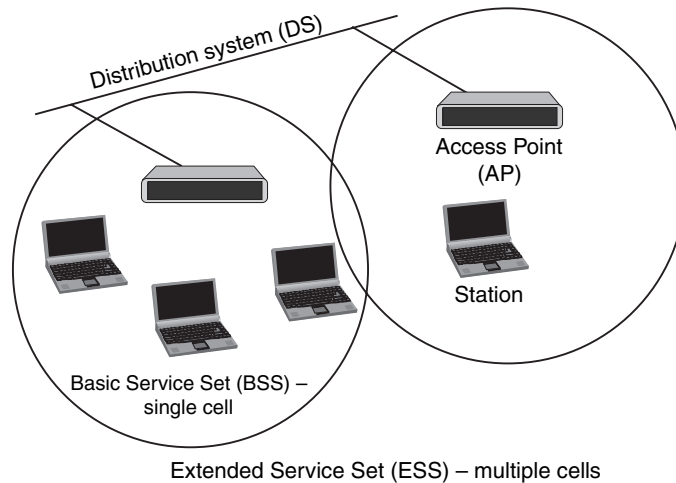 Distribution system (DS)
Access Point
(AP)
Station
Basic Service Set (BSS) –
single cell
Extended Service Set (ESS) – multiple cells